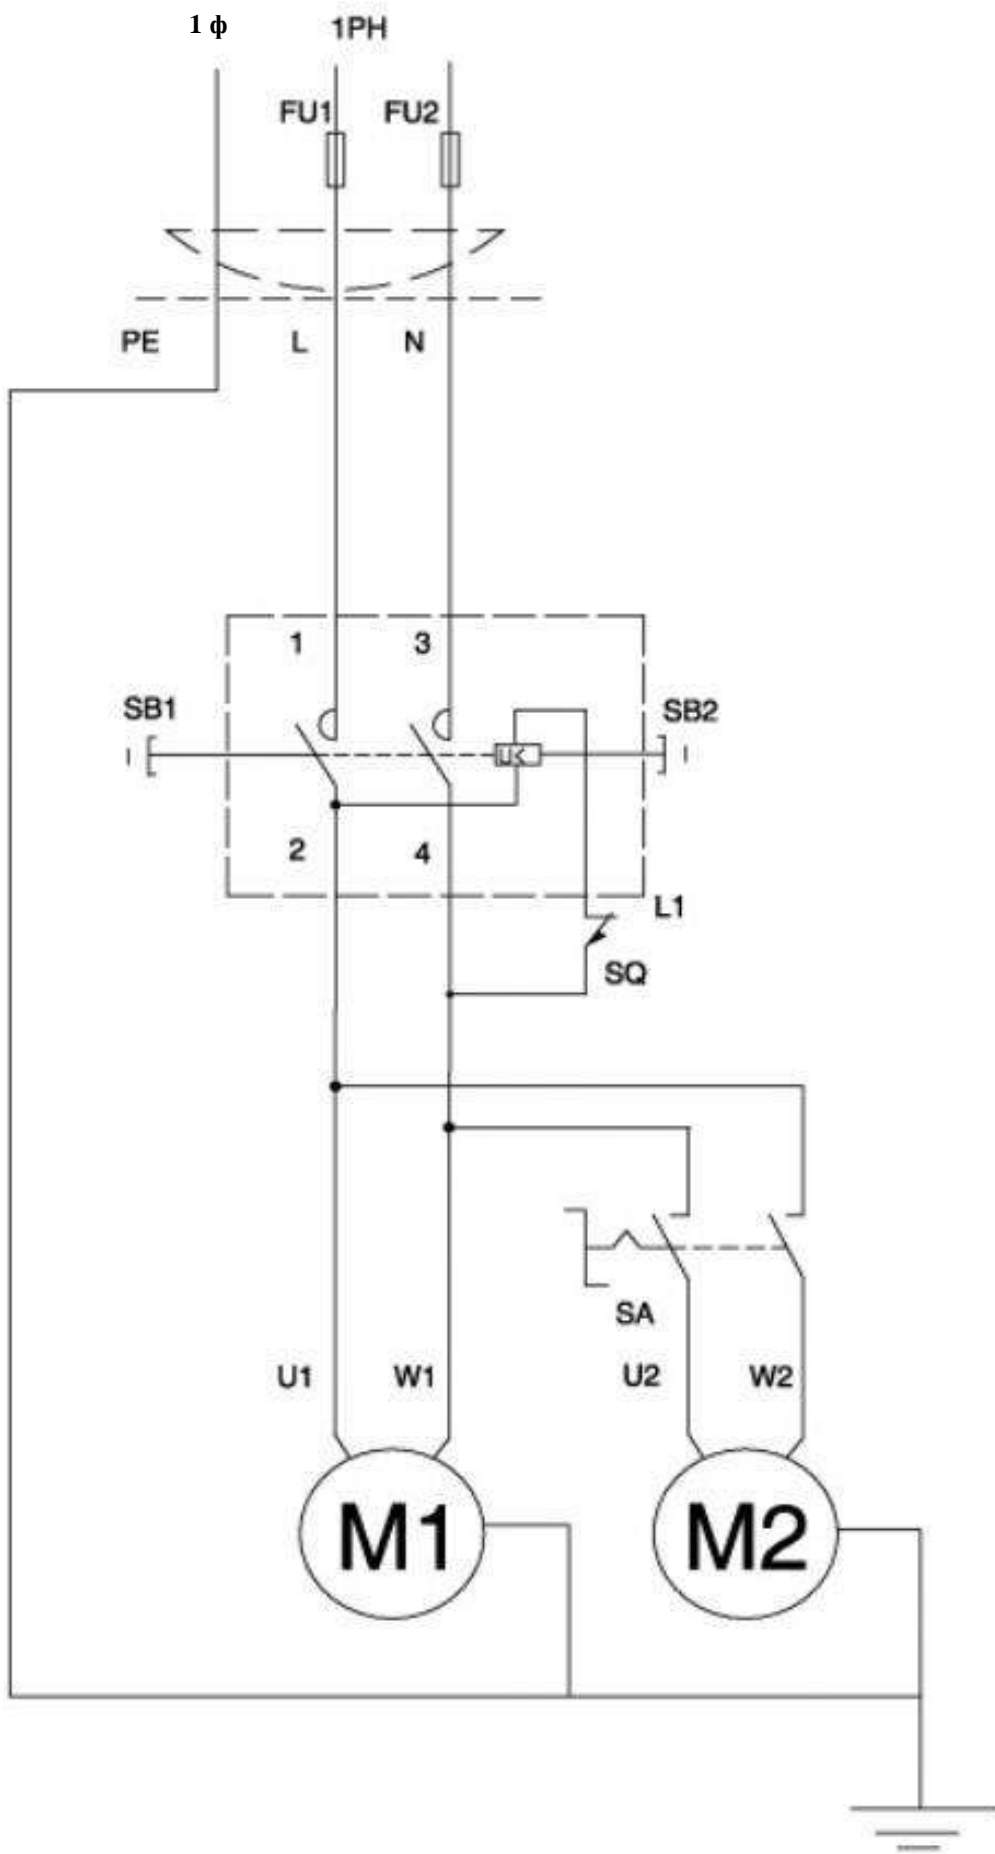 1 ф 1PH
FU1 FU2
PE L N
1 3
SB1 SB2
I I
U<
2 4
L1
SQ
SA
U1 W1 U2 W2
M1 M2